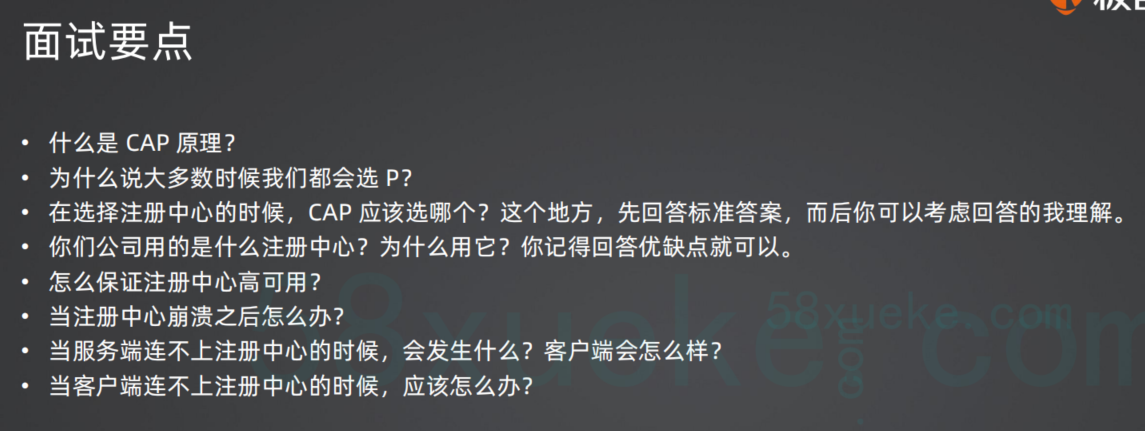 面试要点
• 什么是 CAP 原理？
• 为什么说大多数时候我们都会选 P？
• 在选择注册中心的时候，CAP 应该选哪个？这个地方，先回答标准答案，而后你可以考虑回答的我理解。
• 你们公司用的是什么注册中心？为什么用它？你记得回答优缺点就可以。
• 怎么保证注册中心高可用？
• 当注册中心崩溃之后怎么办？
• 当服务端连不上注册中心的时候，会发生什么？客户端会怎么样？
• 当客户端连不上注册中心的时候，应该怎么办？
58xueke.com
58xueke.com